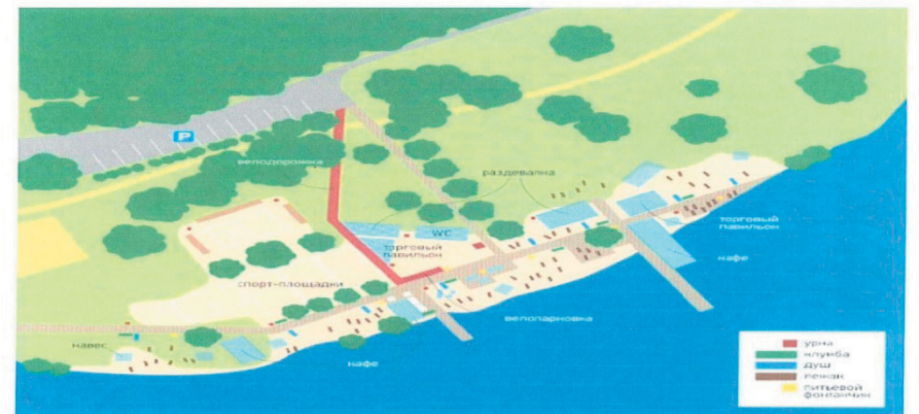 P
велодорожка
раздевалка
WC
торговый
павильон
торговый
павильон
кафе
спорт-площадки
велопарковка
навес
кафе
урна
клумба
душ
лежак
питьевой
фонтанчик